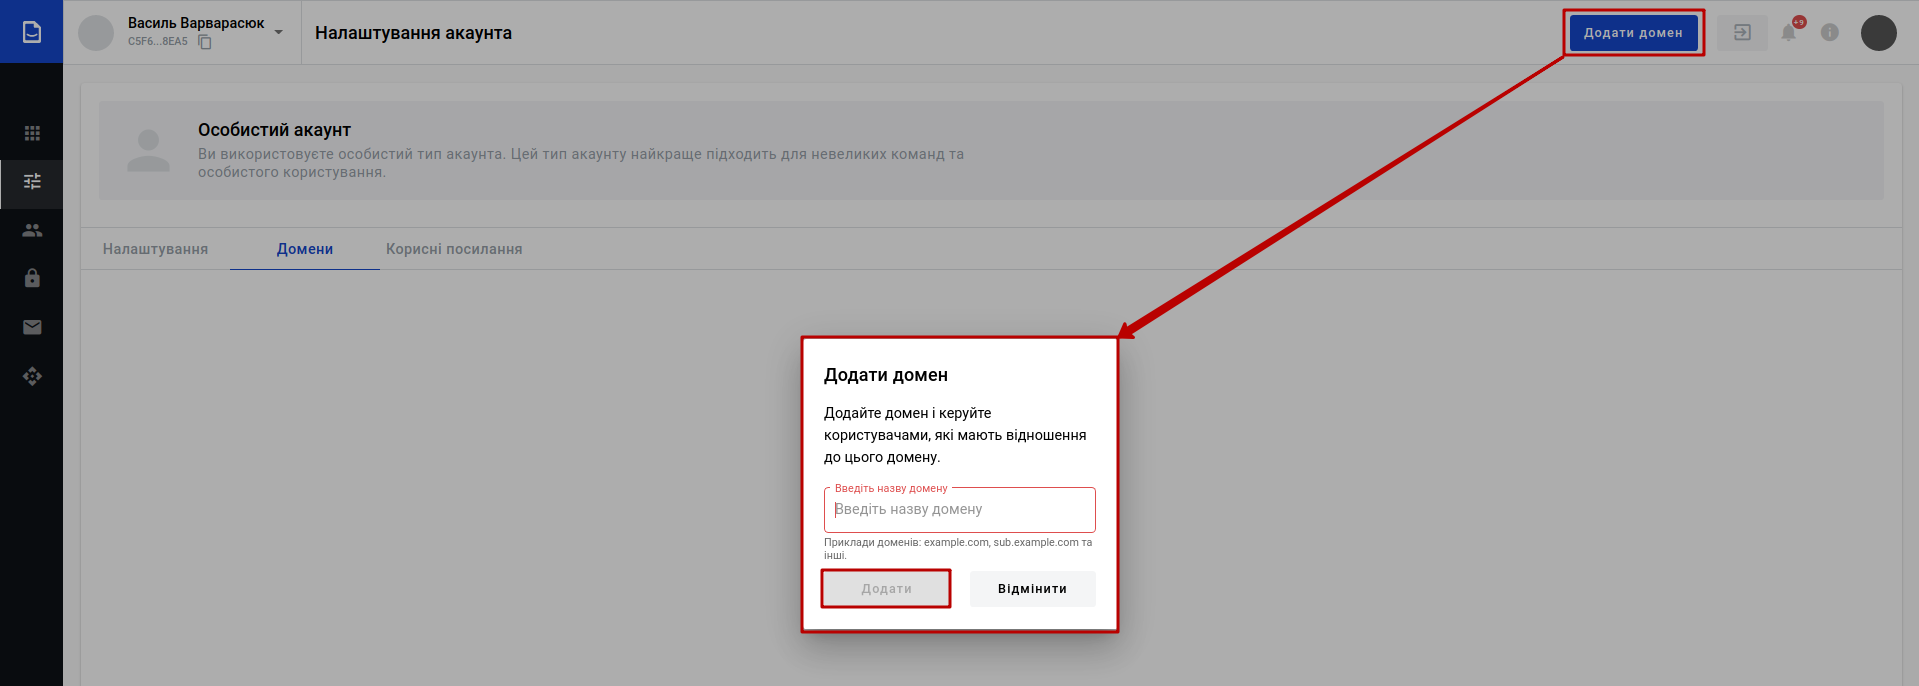 Василь Варварасюк
C5F6...8EA5
Налаштування акаунта
Додати домен
+9
Особистий акаунт
Ви використовуєте особистий тип акаунта. Цей тип акаунту найкраще підходить для невеликих команд та
особистого користування.
Налаштування
Домени
Корисні посилання
Додати домен
Додайте домен і керуйте
користувачами, які мають відношення
до цього домену.
Введіть назву домену
Введіть назву домену
Приклади доменів: example.com, sub.example.com та
інші.
Додати
Відмінити